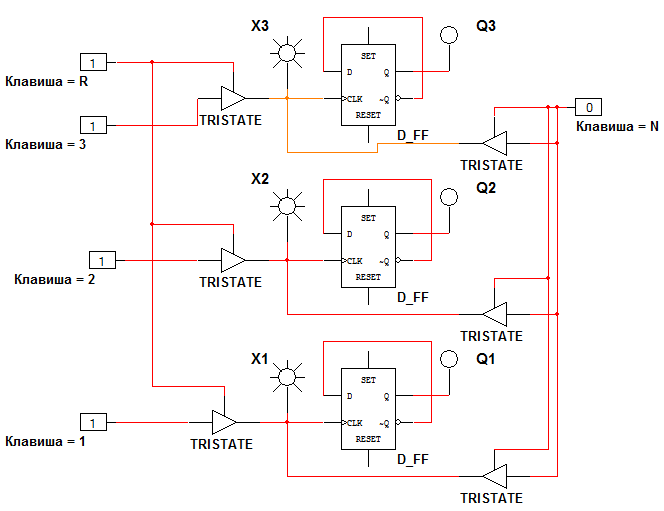 X3
Q3
1
Клавиша = R
SET
D
Q
CLK
~Q
RESET
TRISTATE
D_FF
1
Клавиша = 3
0
Клавиша = N
TRISTATE
X2
Q2
SET
D
Q
CLK
~Q
RESET
1
Клавиша = 2
TRISTATE
D_FF
TRISTATE
X1
Q1
SET
D
Q
CLK
~Q
RESET
1
Клавиша = 1
TRISTATE
D_FF
TRISTATE